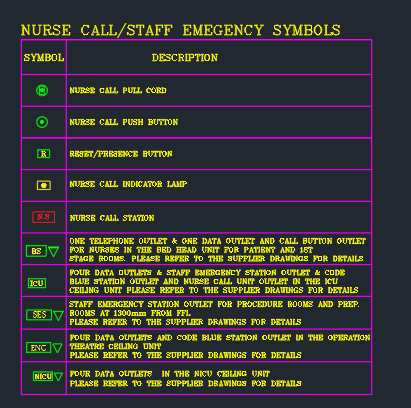 NURSE CALL/STAFF EMEGENCY SYMBOLS
SYMBOL DESCRIPTION
NURSE CALL PULL CORD
NURSE CALL PUSH BUTTON
R RESET/PRESENCE BUTTON
NURSE CALL INDICATOR LAMP
N.S NURSE CALL STATION
ONE TELEPHONE OUTLET & ONE DATA OUTLET AND CALL BUTTON OUTLET
BS FOR NURSES IN THE BED HEAD UNIT FOR PATIENT AND 1ST
STAGE ROOMS. PLEASE REFER TO THE SUPPLIER DRAWINGS FOR DETAILS
FOUR DATA OUTLETS & STAFF EMERGENCY STATION OUTLET & CODE
ICU BLUE STATION OUTLET AND NURSE CALL UNIT OUTLET IN THE ICU
CEILING UNIT PLEASE REFER TO THE SUPPLIER DRAWINGS FOR DETAILS
STAFF EMERGENCY STATION OUTLET FOR PROCEDURE ROOMS AND PREP.
SES ROOMS AT 1300mm FROM FFL
PLEASE REFER TO THE SUPPLIER DRAWINGS FOR DETAILS
FOUR DATA OUTLETS AND CODE BLUE STATION OUTLET IN THE OPERATION
ENC THEATRE CEILING UNIT
PLEASE REFER TO THE SUPPLIER DRAWINGS FOR DETAILS
NICU FOUR DATA OUTLETS IN THE NICU CEILING UNIT
PLEASE REFER TO THE SUPPLIER DRAWINGS FOR DETAILS